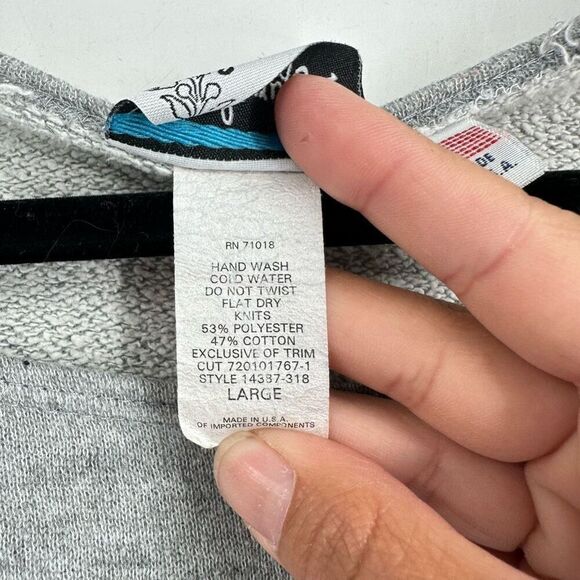 DE
.A.
RN 71018
HAND WASH
COLD WATER
DO NOT TWIST
FLAT DRY
KNITS
53% POLYESTER
47% COTTON
EXCLUSIVE OF TRIM
CUT 720101767-1
STYLE 14387-318
LARGE
MADE IN U.S.A.
OF IMPORTED COMPONENTS